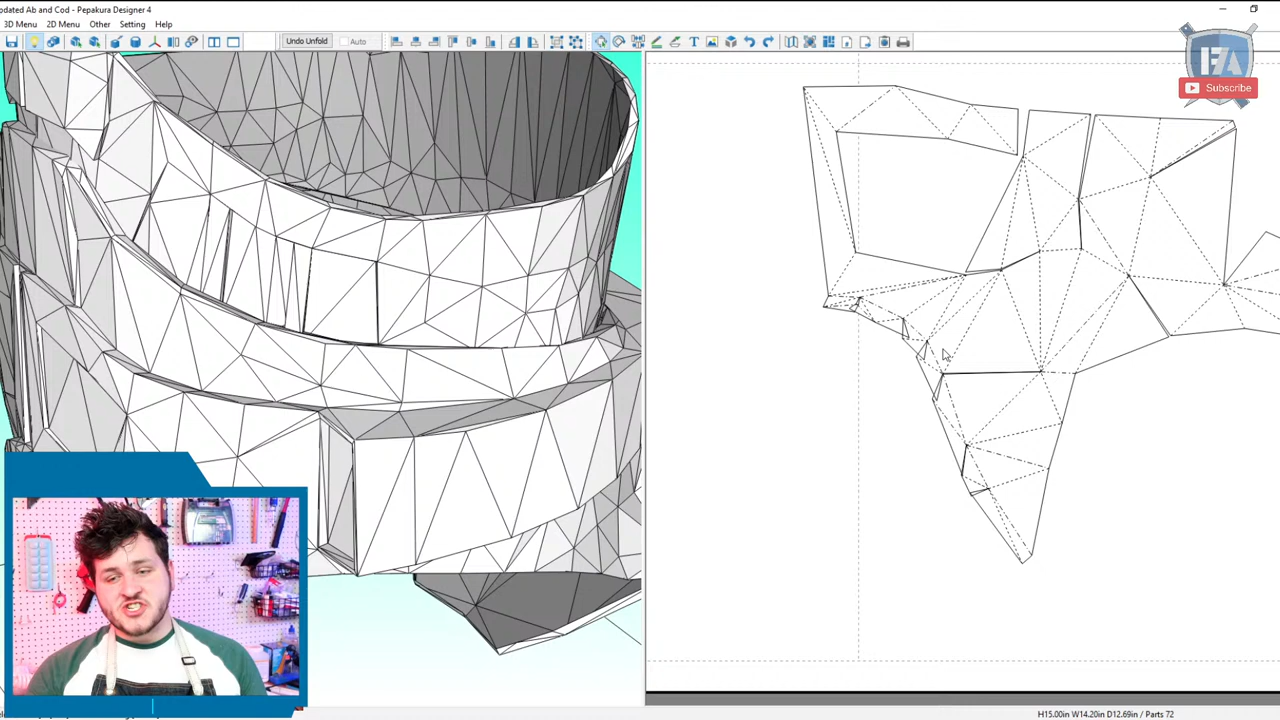 odated Ab and Cod - Pepakura Designer 4
3D Menu 2D Menu Other Setting Help
Undo Unfold Auto
EFA
Subscribe
H15.00in W14.20in D12.69in / Parts 72